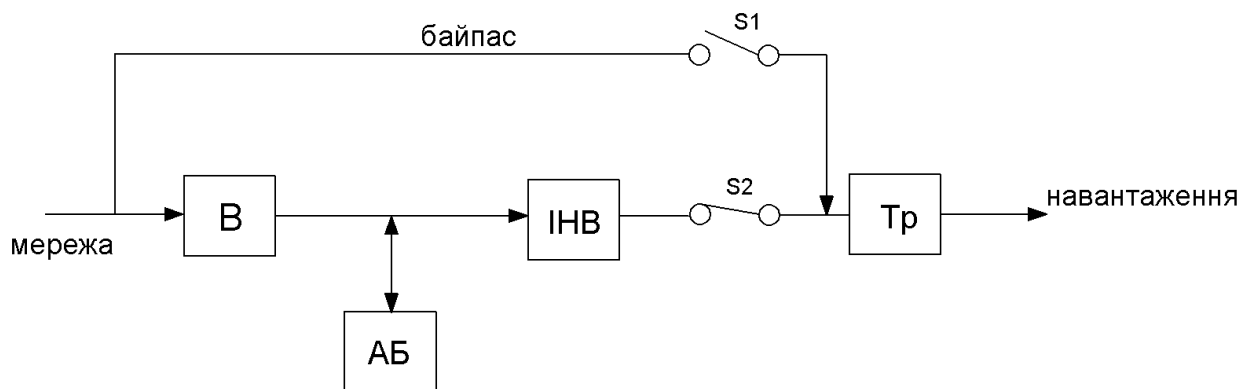 байпас
S1
мережа
В
АБ
ІНВ
S2
Тр
навантаження